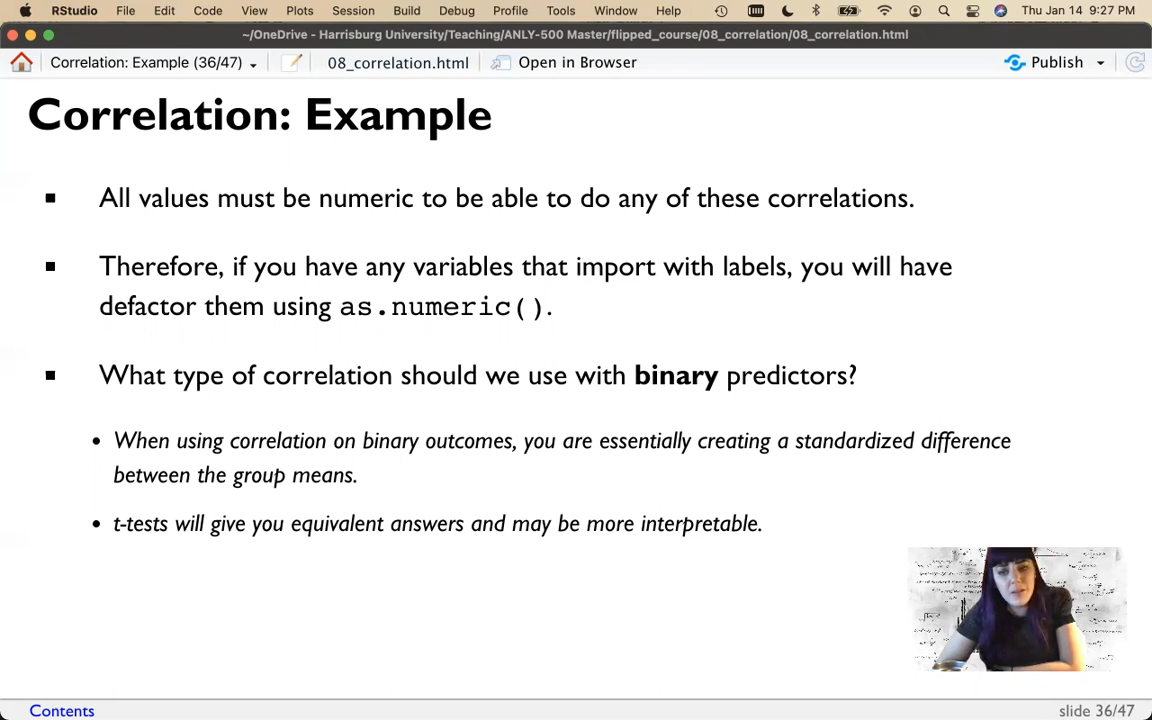 RStudio File Edit Code View Plots Session Build Debug Profile Tools Window Help Thu Jan 14 9:27 PM
~/OneDrive - Harrisburg University/Teaching/ANLY-500 Master/flipped_course/08_correlation/08_correlation.html
Correlation: Example (36/47) 08_correlation.html Open in Browser Publish
Correlation: Example
All values must be numeric to be able to do any of these correlations.
Therefore, if you have any variables that import with labels, you will have
defactor them using as.numeric().
What type of correlation should we use with binary predictors?
When using correlation on binary outcomes, you are essentially creating a standardized difference
between the group means.
t-tests will give you equivalent answers and may be more interpretable.
Contents slide 36/47